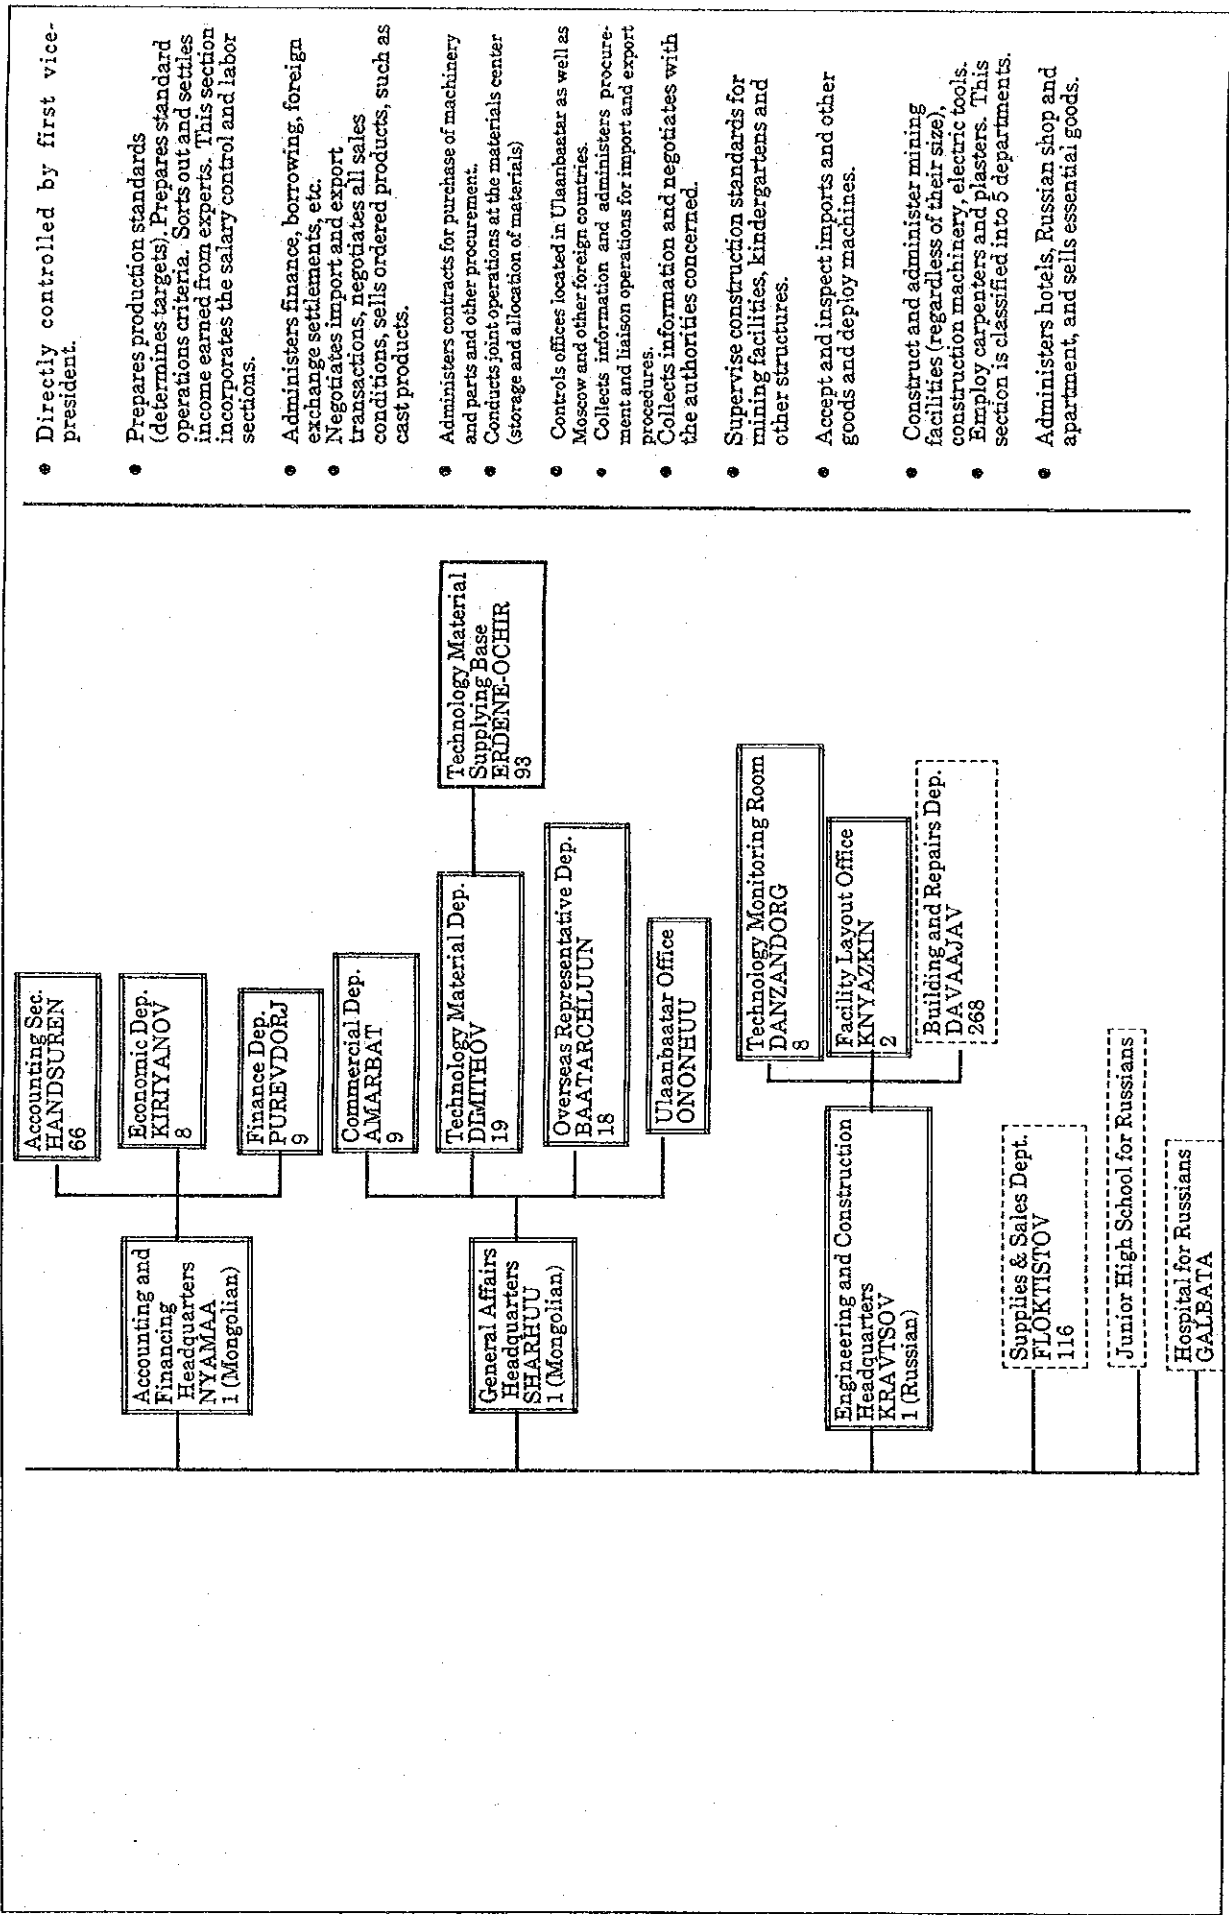 Accounting and
Financing
Headquarters
NYAMAA
1 (Mongolian)
Accounting Sec.
HANDSUREN
66
Economic Dep.
KIRIYANOV
8
Finance Dep.
PUREVDORJ
9
General Affairs
Headquarters
SHARHUU
1 (Mongolian)
Commercial Dep.
AMARBAT
9
Technology Material Dep.
DIMITHOV
19
Technology Material
Supplying Base
ERDENE-OCHIR
93
Overseas Representative Dep.
BAATARCHLUUN
18
Ulaanbaatar Office
ONONHUU
Engineering and Construction
Headquarters
KRAVTSOV
1 (Russian)
Technology Monitoring Room
DANZANDORG
8
Facility Layout Office
KNYAZKIN
2
Building and Repairs Dep.
DAVAAJAV
268
Supplies & Sales Dept.
FLOKTISTOV
116
Junior High School for Russians
Hospital for Russians
GALBATA
• Directly controlled by first vice-
president.
• Prepares production standards
(determines targets). Prepares standard
operations criteria. Sorts out and settles
income earned from experts. This section
incorporates the salary control and labor
sections.
• Administers finance, borrowing, foreign
exchange settlements, etc.
• Negotiates import and export
transactions, negotiates all sales
conditions, sells ordered products, such as
cast products.
• Administers contracts for purchase of machinery
and parts and other procurement.
• Conducts joint operations at the materials center
(storage and allocation of materials)
• Controls offices located in Ulaanbaatar as well as
Moscow and other foreign countries.
• Collects information and administers procure-
ment and liaison operations for import and export
procedures.
• Collects information and negotiates with
the authorities concerned.
• Supervise construction standards for
mining facilities, kindergartens and
other structures.
• Accept and inspect imports and other
goods and deploy machines.
• Construct and administer mining
facilities (regardless of their size),
construction machinery, electric tools.
• Employ carpenters and plasters. This
section is classified into 5 departments.
• Administers hotels, Russian shop and
apartment, and sells essential goods.